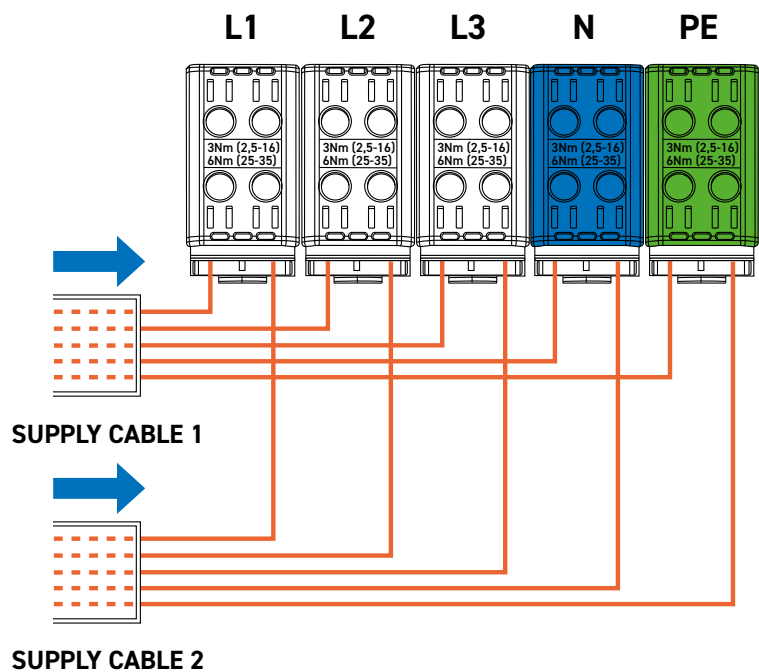 L1 L2 L3 N PE
3Nm (2,5-16) 3Nm (2,5-16) 3Nm (2,5-16) 3Nm (2,5-16) 3Nm (2,5-16)
6Nm (25-35) 6Nm (25-35) 6Nm (25-35) 6Nm (25-35) 6Nm (25-35)
SUPPLY CABLE 1
SUPPLY CABLE 2